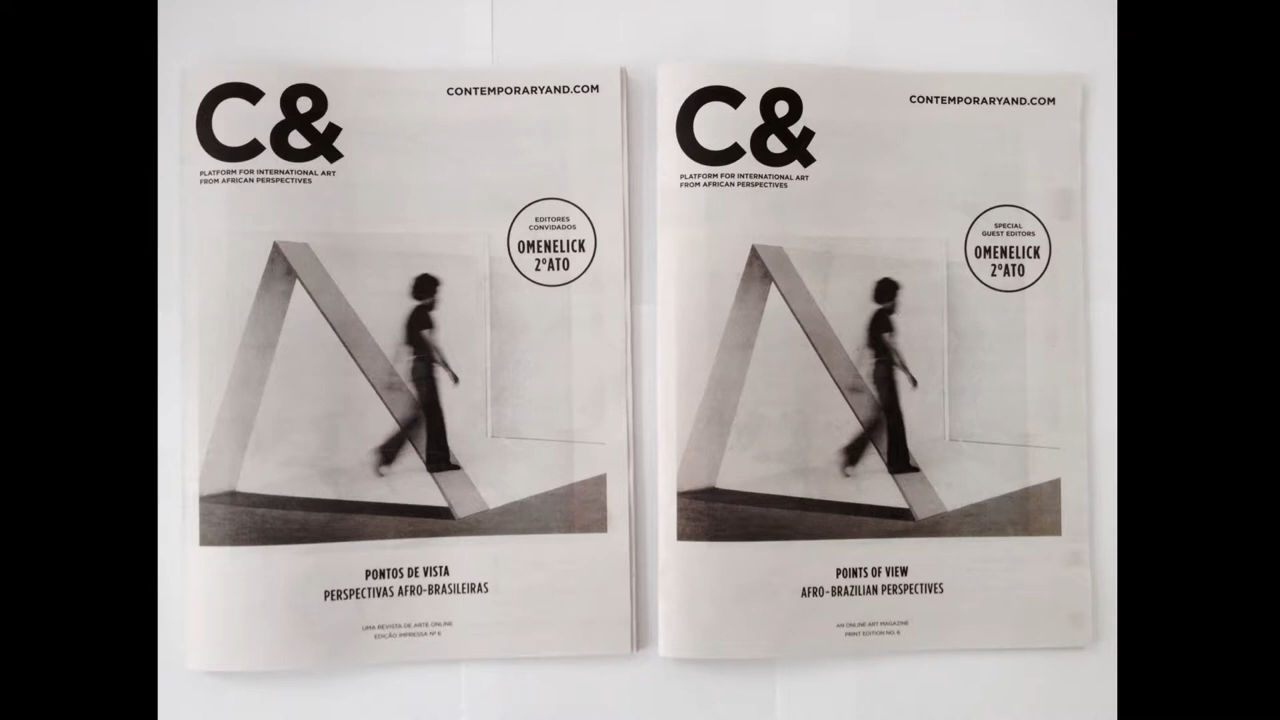 C&
CONTEMPORARYAND.COM
PLATFORM FOR INTERNATIONAL ART
FROM AFRICAN PERSPECTIVES
EDITORES
CONVIDADOS
OMENELICK
2ºATO
PONTOS DE VISTA
PERSPECTIVAS AFRO-BRASILEIRAS
UMA REVISTA DE ARTE ONLINE
EDIÇÃO IMPRESSA Nº 6
C&
CONTEMPORARYAND.COM
PLATFORM FOR INTERNATIONAL ART
FROM AFRICAN PERSPECTIVES
SPECIAL
GUEST EDITORS
OMENELICK
2ºATO
POINTS OF VIEW
AFRO-BRAZILIAN PERSPECTIVES
AN ONLINE ART MAGAZINE
PRINT EDITION NO. 6